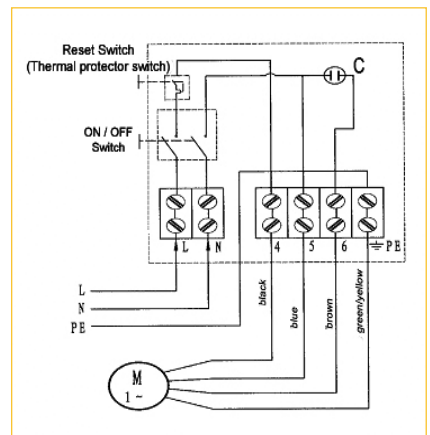 Reset Switch
(Thermal protector switch)
C
ON / OFF
Switch
L N 4 5 6 PE
L
N
PE
black
blue
brown
green/yellow
M
1 ~